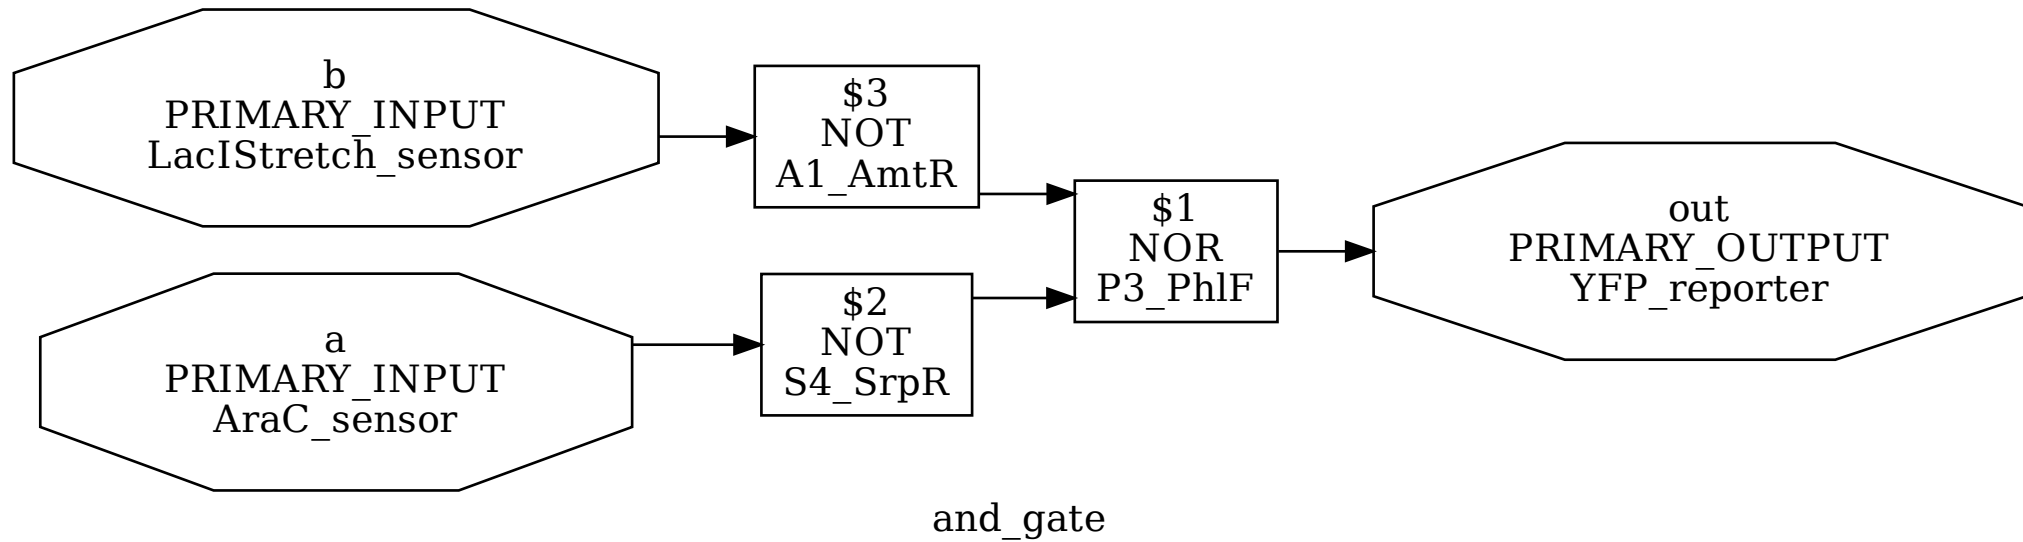 b
PRIMARY_INPUT
LacIStretch_sensor
$3
NOT
A1_AmtR
a
PRIMARY_INPUT
AraC_sensor
$2
NOT
S4_SrpR
$1
NOR
P3_PhlF
out
PRIMARY_OUTPUT
YFP_reporter
and_gate